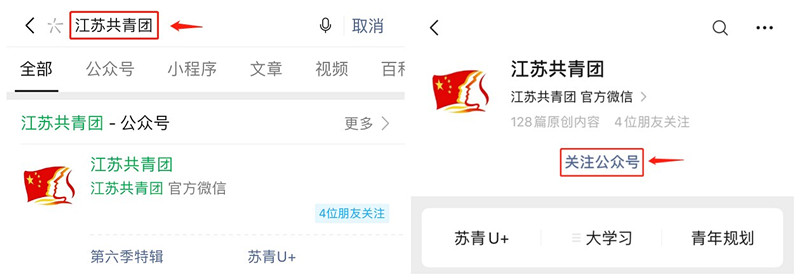 江苏共青团
取消
全部 公众号 小程序 文章 视频 百科
江苏共青团 - 公众号
更多
江苏共青团
江苏共青团 官方微信
4位朋友关注
第六季特辑 苏青U+
江苏共青团
江苏共青团 官方微信
128篇原创内容 4位朋友关注
关注公众号
苏青U+ 大学习 青年规划